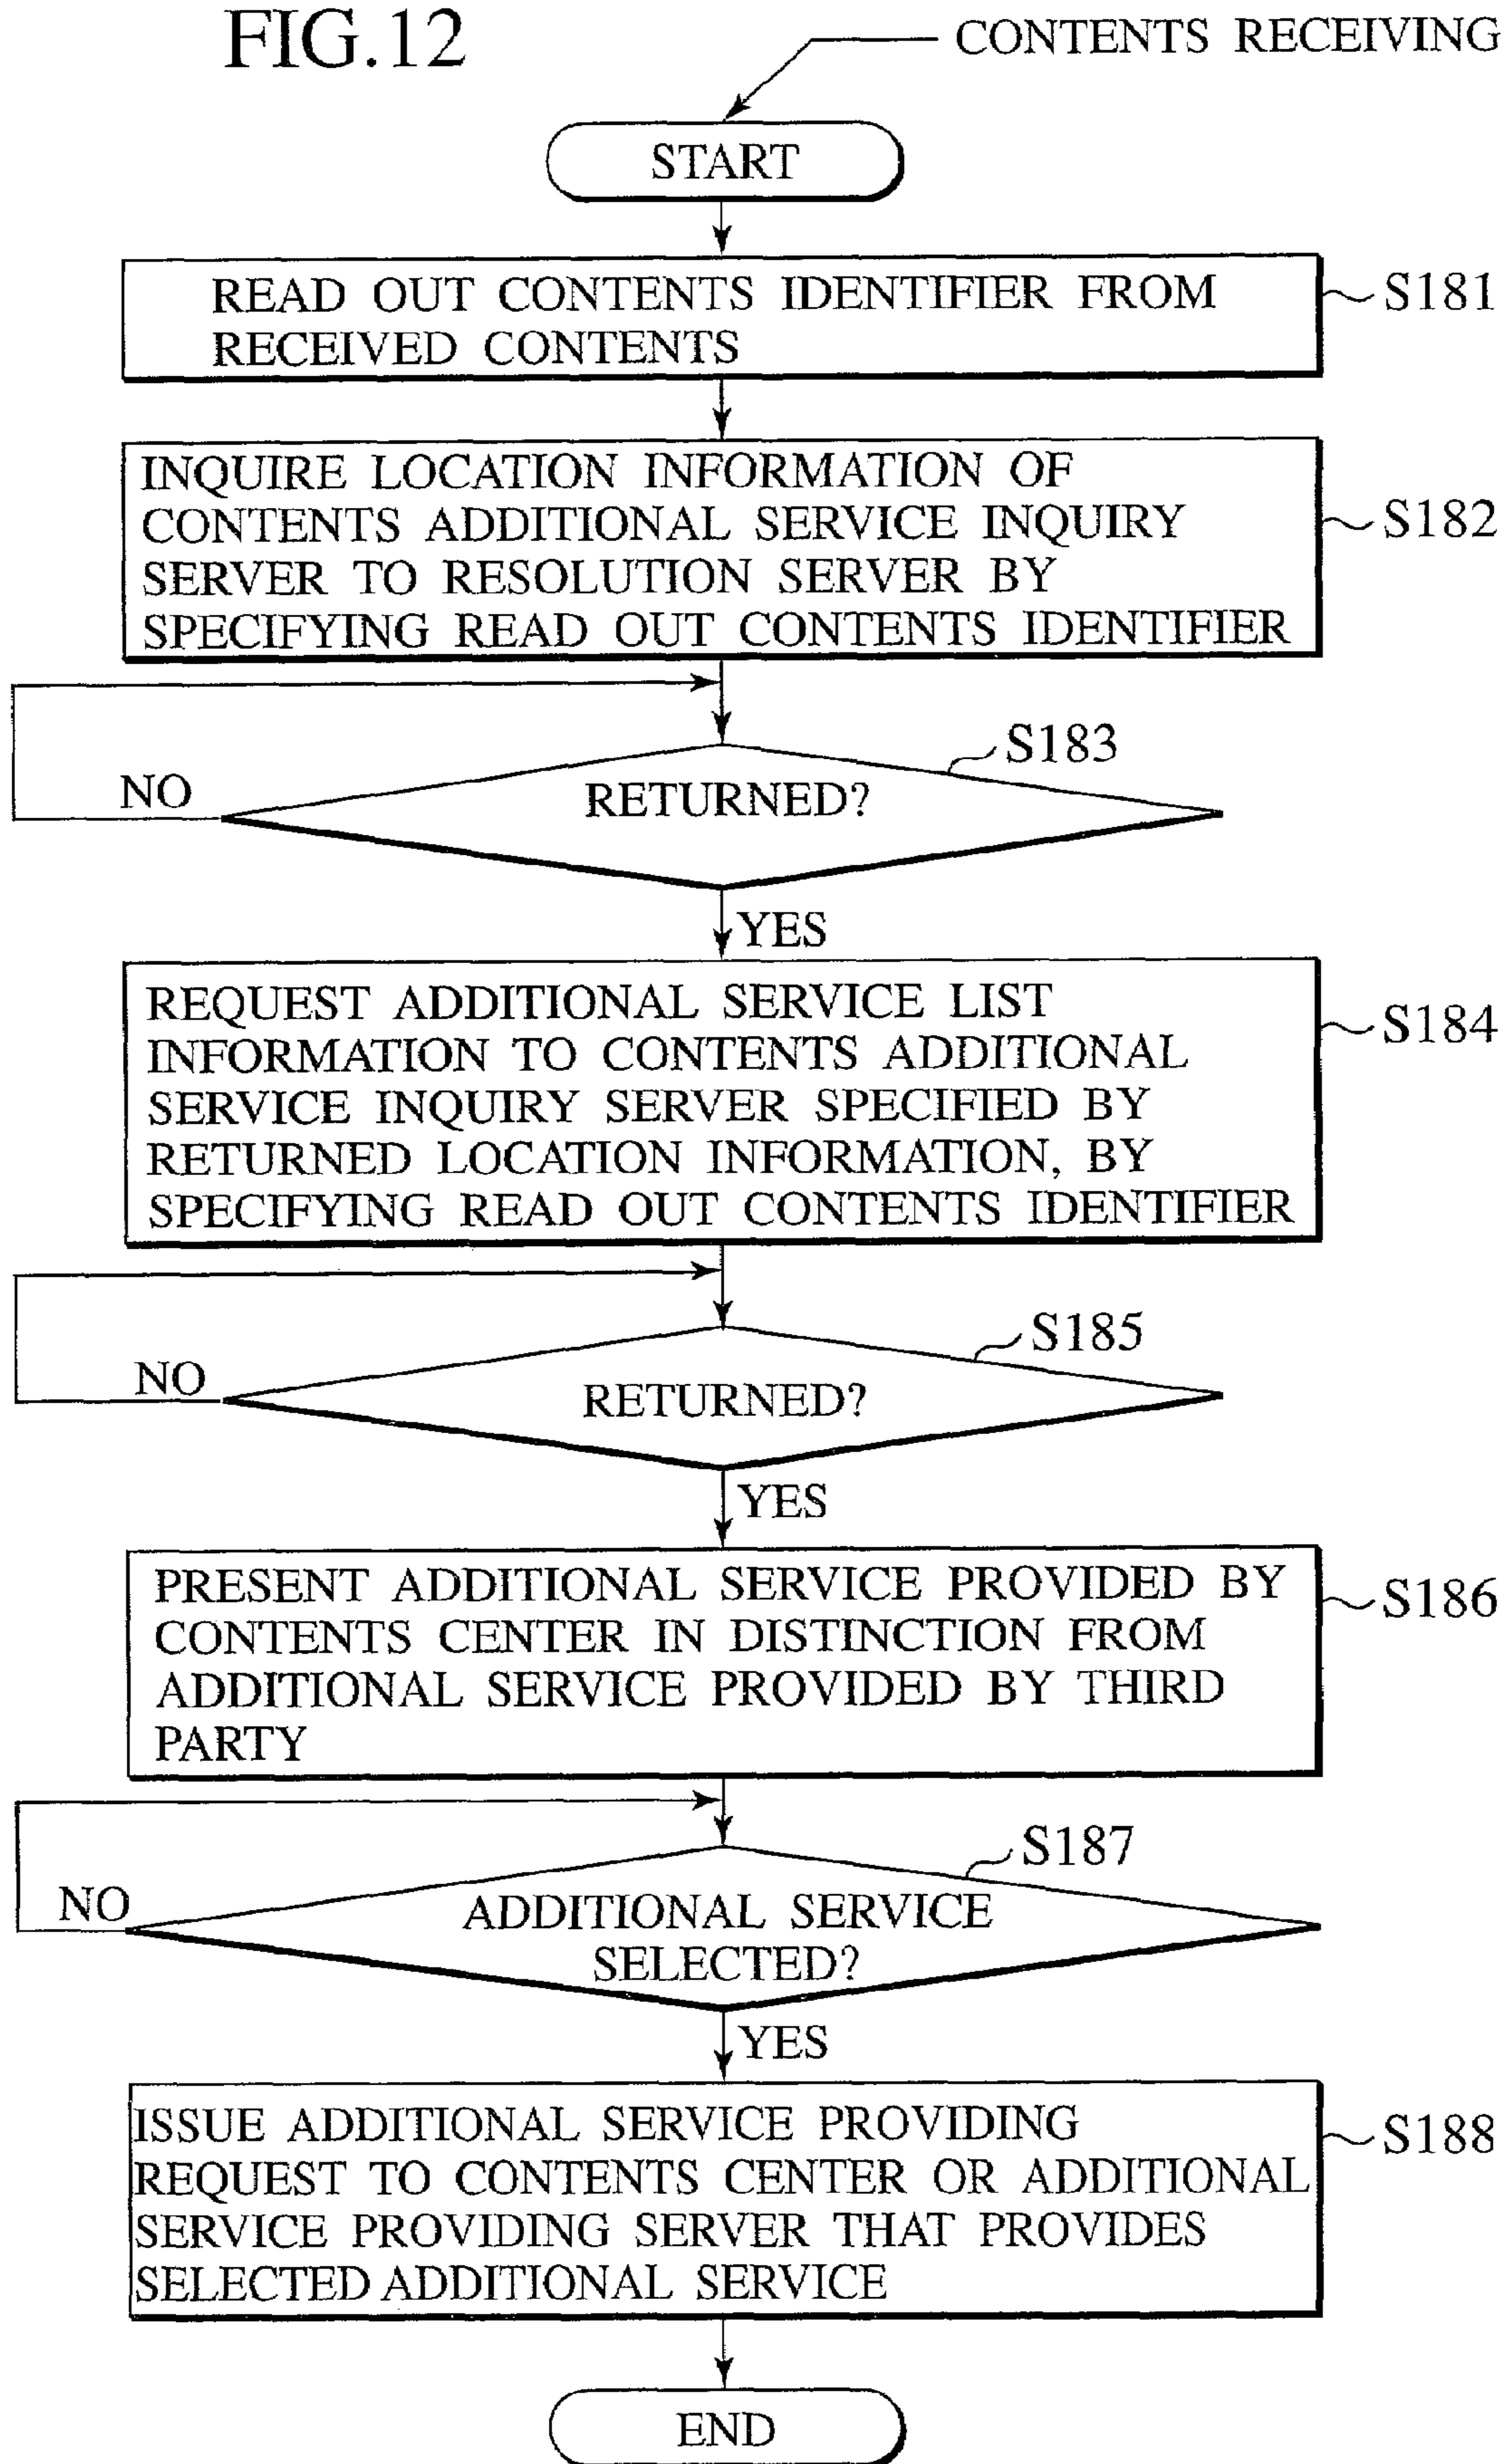 FIG.12
CONTENTS RECEIVING
START
READ OUT CONTENTS IDENTIFIER FROM
RECEIVED CONTENTS
S181
INQUIRE LOCATION INFORMATION OF
CONTENTS ADDITIONAL SERVICE INQUIRY
SERVER TO RESOLUTION SERVER BY
SPECIFYING READ OUT CONTENTS IDENTIFIER
S182
S183
RETURNED?
NO
YES
REQUEST ADDITIONAL SERVICE LIST
INFORMATION TO CONTENTS ADDITIONAL
SERVICE INQUIRY SERVER SPECIFIED BY
RETURNED LOCATION INFORMATION, BY
SPECIFYING READ OUT CONTENTS IDENTIFIER
S184
S185
RETURNED?
NO
YES
PRESENT ADDITIONAL SERVICE PROVIDED BY
CONTENTS CENTER IN DISTINCTION FROM
ADDITIONAL SERVICE PROVIDED BY THIRD
PARTY
S186
S187
ADDITIONAL SERVICE
SELECTED?
NO
YES
ISSUE ADDITIONAL SERVICE PROVIDING
REQUEST TO CONTENTS CENTER OR ADDITIONAL
SERVICE PROVIDING SERVER THAT PROVIDES
SELECTED ADDITIONAL SERVICE
S188
END